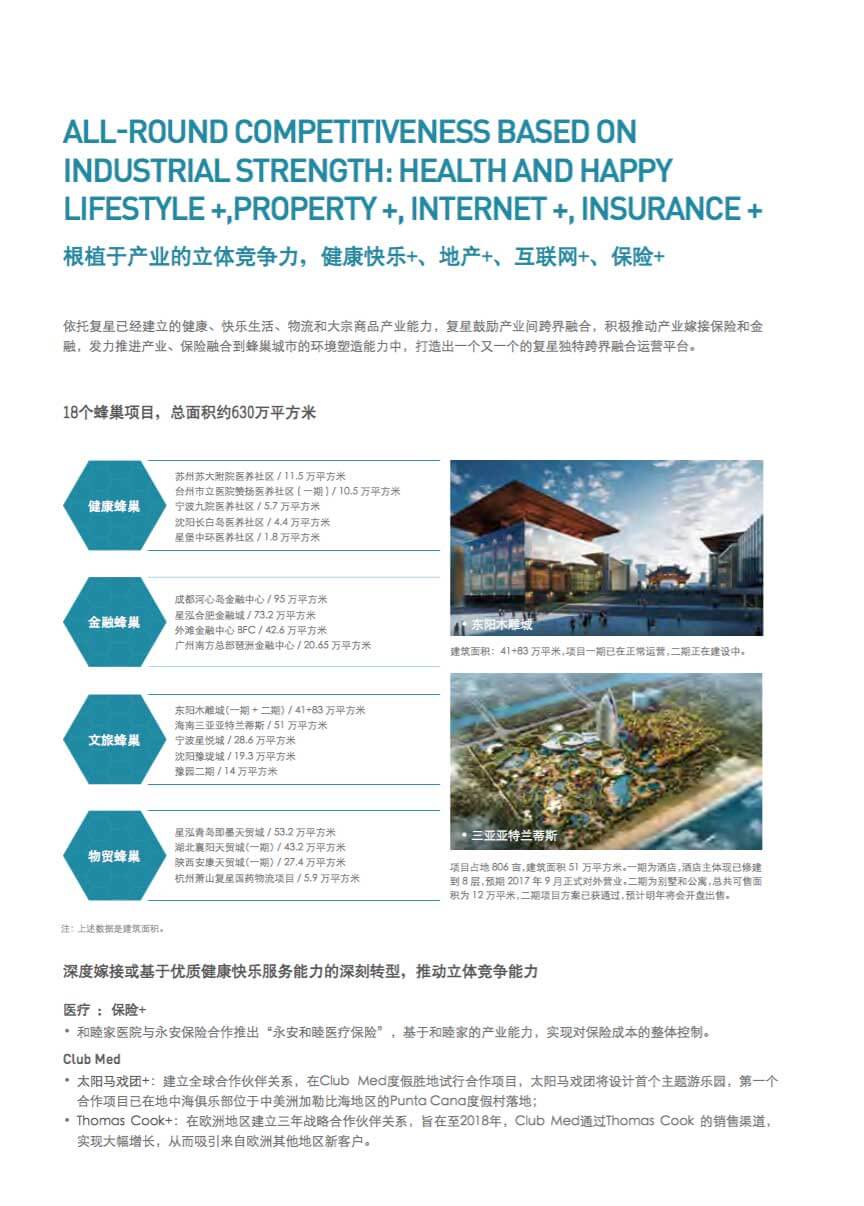 ALL-ROUND COMPETITIVENESS BASED ON
INDUSTRIAL STRENGTH: HEALTH AND HAPPY
LIFESTYLE +,PROPERTY +, INTERNET +, INSURANCE +
根植于产业的立体竞争力，健康快乐+、地产+、互联网+、保险+
依托复星已经建立的健康、快乐生活、物流和大宗商品产业能力，复星鼓励产业间跨界融合，积极推动产业嫁接保险和金
融，发力推进产业、保险融合到蜂巢城市的环境塑造能力中，打造出一个又一个的复星独特跨界融合运营平台。
18个蜂巢项目，总面积约630万平方米
健康蜂巢
苏州苏大附院医养社区 / 11.5 万平方米
台州市立医院赞扬医养社区 ( 一期 ) / 10.5 万平方米
宁波九院医养社区 / 5.7 万平方米
沈阳长白岛医养社区 / 4.4 万平方米
星堡中环医养社区 / 1.8 万平方米
金融蜂巢
成都河心岛金融中心 / 95 万平方米
星泓合肥金融城 / 73.2 万平方米
外滩金融中心 BFC / 42.6 万平方米
广州南方总部琶洲金融中心 / 20.65 万平方米
文旅蜂巢
东阳木雕城（一期 + 二期）/ 41+83 万平方米
海南三亚亚特兰蒂斯 / 51 万平方米
宁波星悦城 / 28.6 万平方米
沈阳豫珑城 / 19.3 万平方米
豫园二期 / 14 万平方米
物贸蜂巢
星泓青岛即墨天贸城 / 53.2 万平方米
湖北襄阳天贸城（一期）/ 43.2 万平方米
陕西安康天贸城（一期）/ 27.4 万平方米
杭州萧山复星国药物流项目 / 5.9 万平方米
• 东阳木雕城
建筑面积：41+83 万平米，项目一期已在正常运营，二期正在建设中。
• 三亚亚特兰蒂斯
项目占地 806 亩，建筑面积 51 万平方米。一期为酒店，酒店主体现已修建
到 8 层，预期 2017 年 9 月正式对外营业。二期为别墅和公寓，总共可售面
积为 12 万平米，二期项目方案已获通过，预计明年将会开盘出售。
注：上述数据是建筑面积。
深度嫁接或基于优质健康快乐服务能力的深刻转型，推动立体竞争能力
医疗 ：保险+
• 和睦家医院与永安保险合作推出“永安和睦医疗保险”，基于和睦家的产业能力，实现对保险成本的整体控制。
Club Med
• 太阳马戏团+：建立全球合作伙伴关系，在Club Med度假胜地试行合作项目，太阳马戏团将设计首个主题游乐园，第一个
合作项目已在地中海俱乐部位于中美洲加勒比海地区的Punta Cana度假村落地；
• Thomas Cook+：在欧洲地区建立三年战略合作伙伴关系，旨在至2018年，Club Med通过Thomas Cook 的销售渠道，
实现大幅增长，从而吸引来自欧洲其他地区新客户。